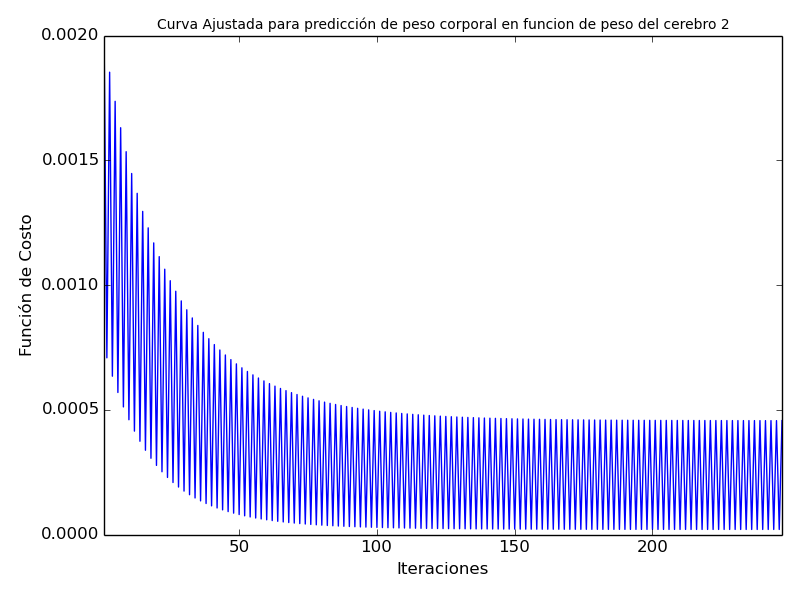 Curva Ajustada para predicción de peso corporal en funcion de peso del cerebro 2
0.0020
0.0015
0.0010
0.0005
0.0000
Función de Costo
50 100 150 200
Iteraciones